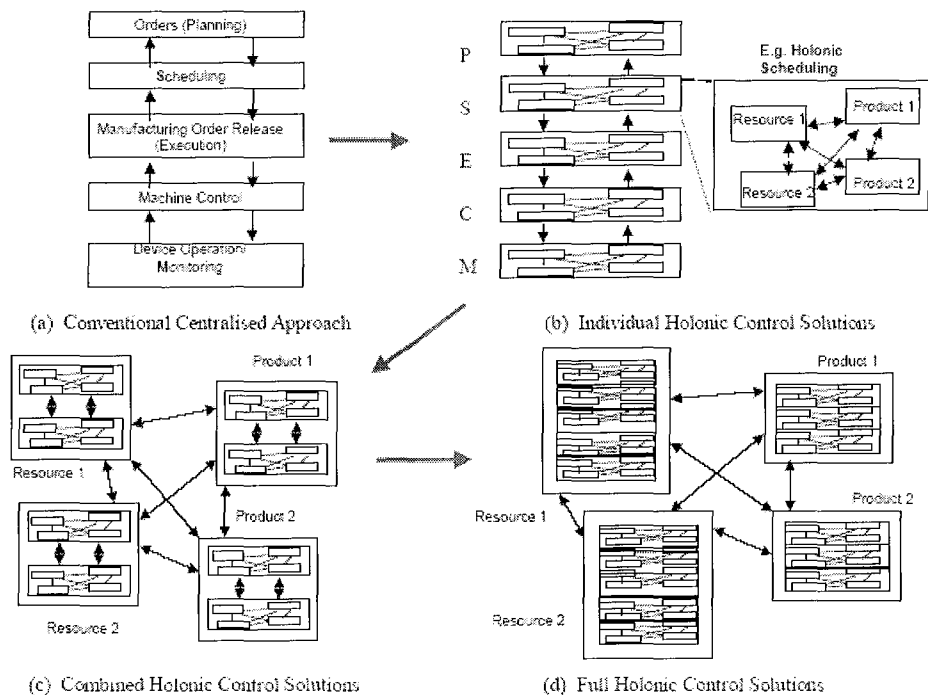 Orders (Planning)
Scheduling
Manufacturing Order Release
(Execution)
Machine Control
Device Operation/
Monitoring
(a) Conventional Centralised Approach
P
S
E
C
M
E.g. Holonic
Scheduling
Resource 1
Product 1
Resource 2
Product 2
(b) Individual Holonic Control Solutions
Product 1
Resource 1
Product 2
Resource 2
(c) Combined Holonic Control Solutions
Product 1
Resource 1
Product 2
Resource 2
(d) Full Holonic Control Solutions